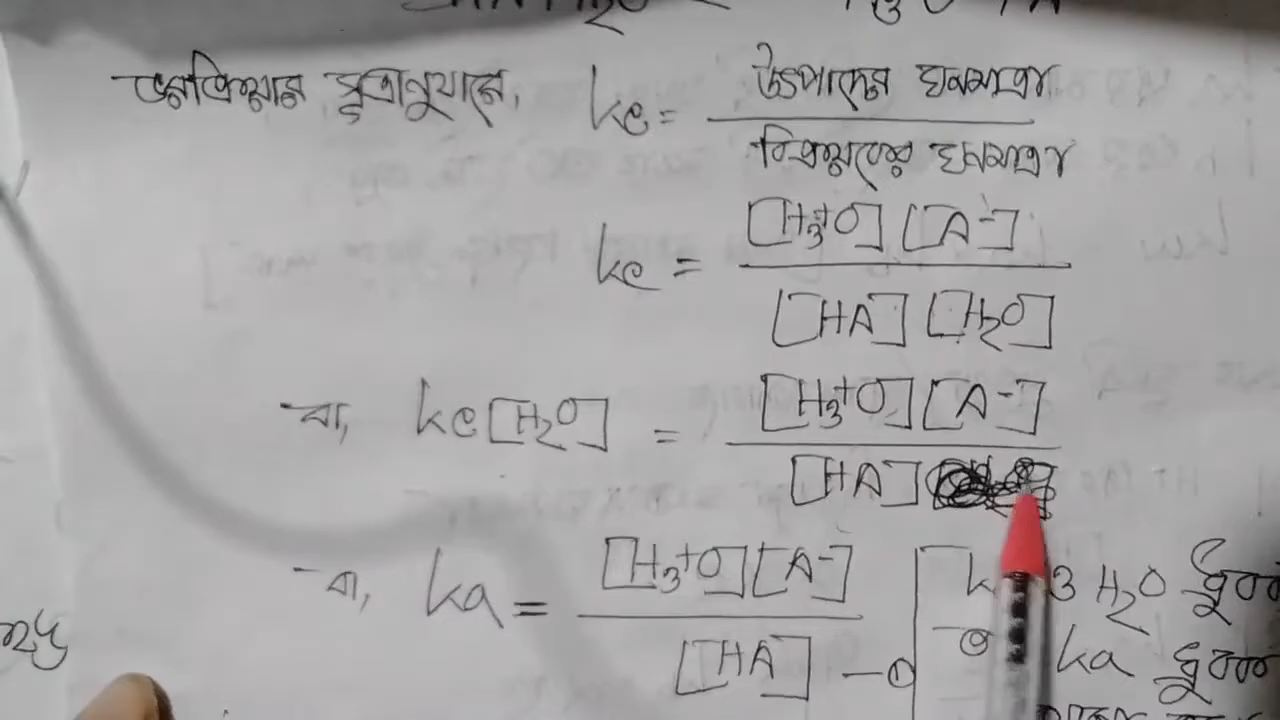 ভরক্রিয়ার সূত্রানুযারে, kc = উৎপাদের ঘনমাত্রা / বিক্রিয়কের ঘনমাত্রা
kc = [H3+O] [A-] / [HA] [H2O]
বা, kc [H2O] = [H3+O] [A-] / [HA]
বা, ka = [H3+O] [A-] / [HA] —①
H2O ধ্রুবক
ka ধ্রুবক